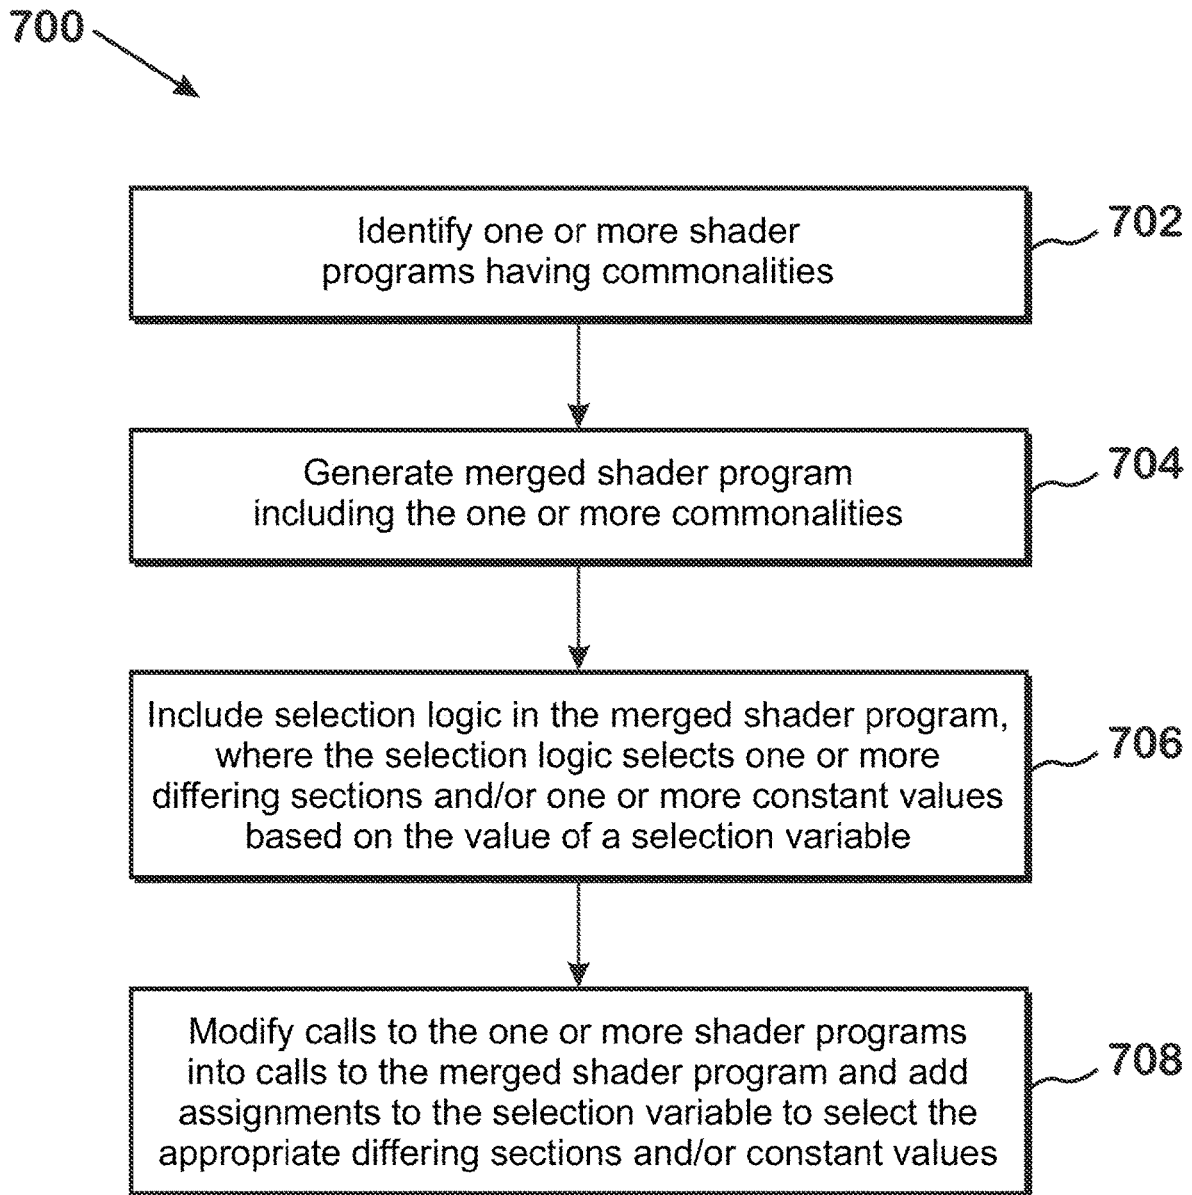 700
Identify one or more shader
programs having commonalities
702
Generate merged shader program
including the one or more commonalities
704
Include selection logic in the merged shader program,
where the selection logic selects one or more
differing sections and/or one or more constant values
based on the value of a selection variable
706
Modify calls to the one or more shader programs
into calls to the merged shader program and add
assignments to the selection variable to select the
appropriate differing sections and/or constant values
708